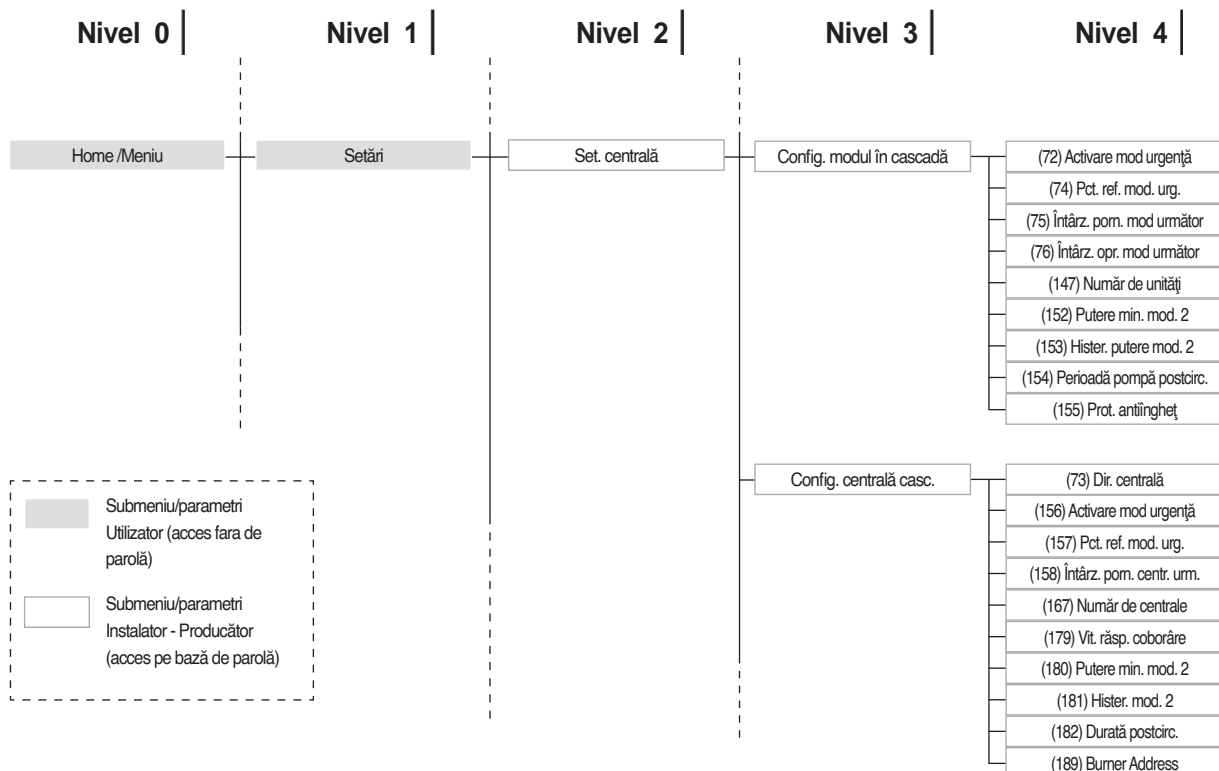 Nivel 0
Nivel 1
Nivel 2
Nivel 3
Nivel 4
Home /Meniu
Setări
Set. centrală
Config. modul în cascadă
(72) Activare mod urgenţă
(74) Pct. ref. mod. urg.
(75) Întârz. porn. mod următor
(76) Întârz. opr. mod următor
(147) Număr de unităţi
(152) Putere min. mod. 2
(153) Hister. putere mod. 2
(154) Perioadă pompă postcirc.
(155) Prot. antiîngheţ
Config. centrală casc.
(73) Dir. centrală
(156) Activare mod urgenţă
(157) Pct. ref. mod. urg.
(158) Întârz. porn. centr. urm.
(167) Număr de centrale
(179) Vit. răsp. coborâre
(180) Putere min. mod. 2
(181) Hister. mod. 2
(182) Durată postcirc.
(189) Burner Address
Submeniu/parametri
Utilizator (acces fara de
parolă)
Submeniu/parametri
Instalator - Producător
(acces pe bază de parolă)